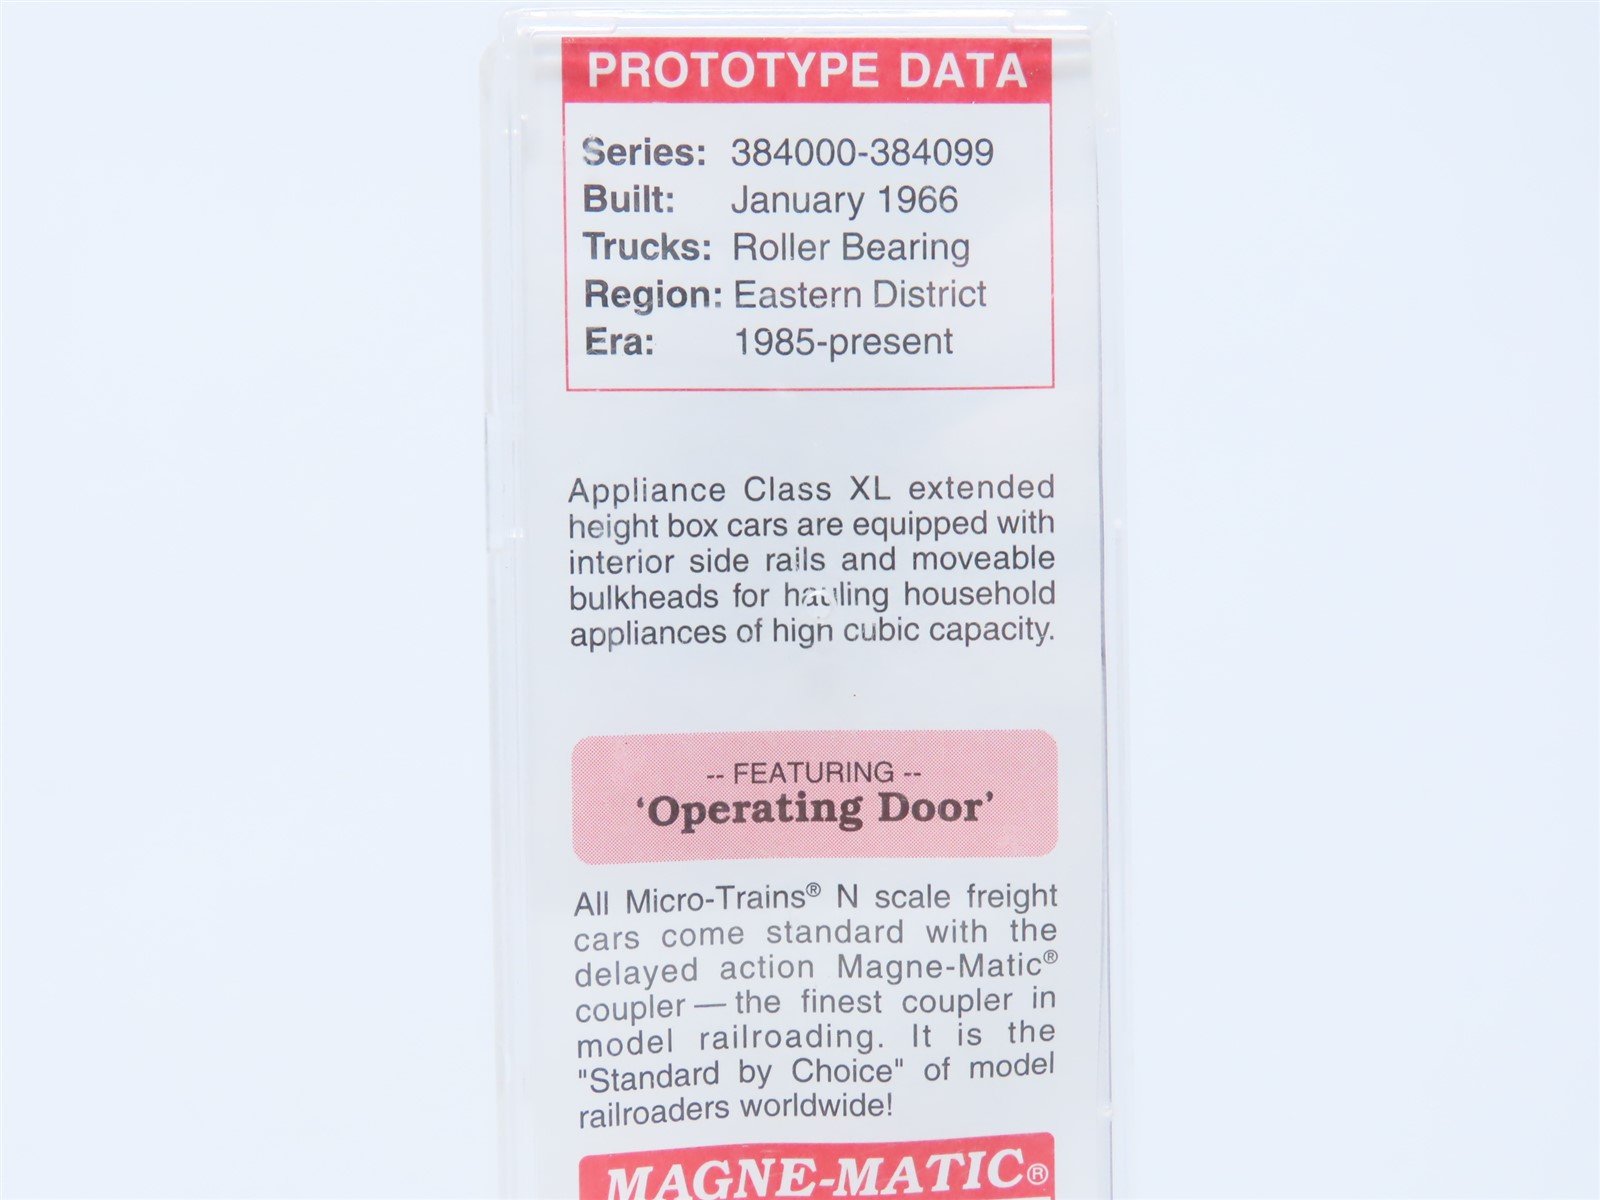 PROTOTYPE DATA
Series: 384000-384099
Built: January 1966
Trucks: Roller Bearing
Region: Eastern District
Era: 1985-present
Appliance Class XL extended
height box cars are equipped with
interior side rails and moveable
bulkheads for hauling household
appliances of high cubic capacity.
-- FEATURING --
‘Operating Door’
All Micro-Trains® N scale freight
cars come standard with the
delayed action Magne-Matic®
coupler — the finest coupler in
model railroading. It is the
"Standard by Choice" of model
railroaders worldwide!
MAGNE-MATIC®